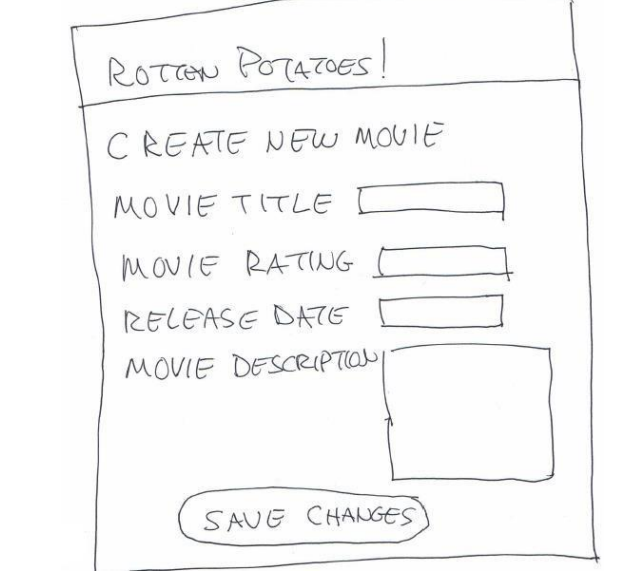 ROTTEN POTATOES!
CREATE NEW MOVIE
MOVIE TITLE
MOVIE RATING
RELEASE DATE
MOVIE DESCRIPTION
SAVE CHANGES